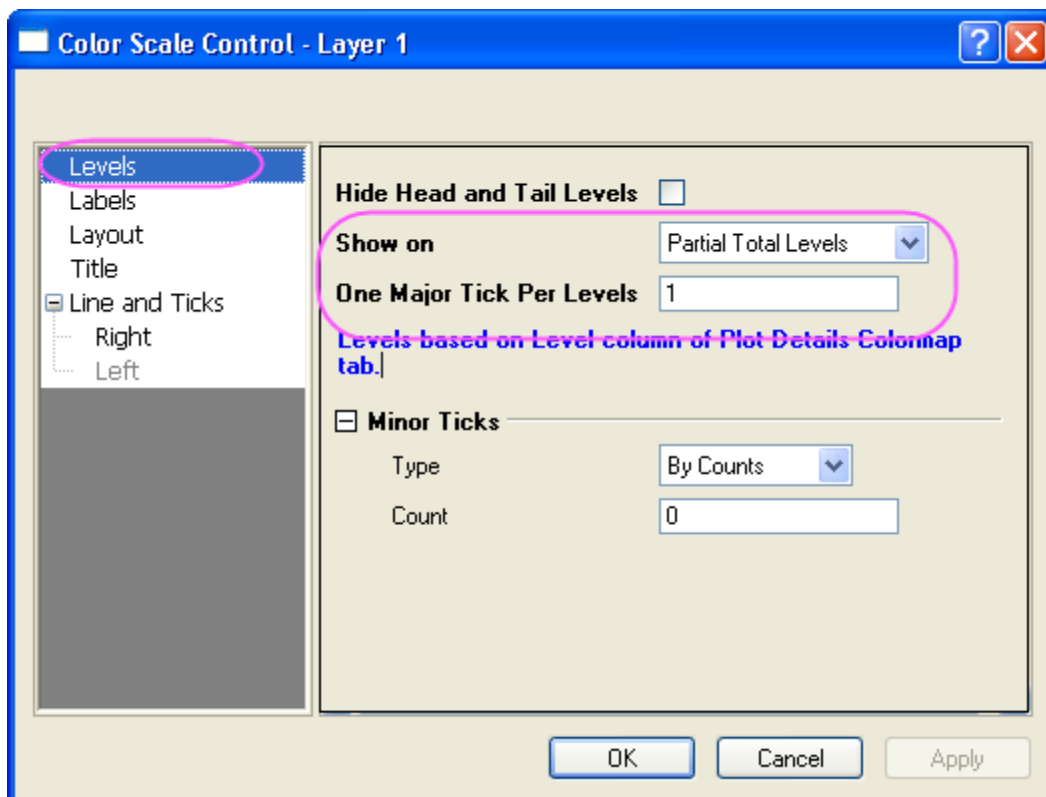 Color Scale Control - Layer 1
Levels
Labels
Layout
Title
Line and Ticks
Right
Left
Hide Head and Tail Levels
Show on Partial Total Levels
One Major Tick Per Levels 1
Levels based on Level column of Plot Details Colormap
tab.
Minor Ticks
Type By Counts
Count 0
OK Cancel Apply